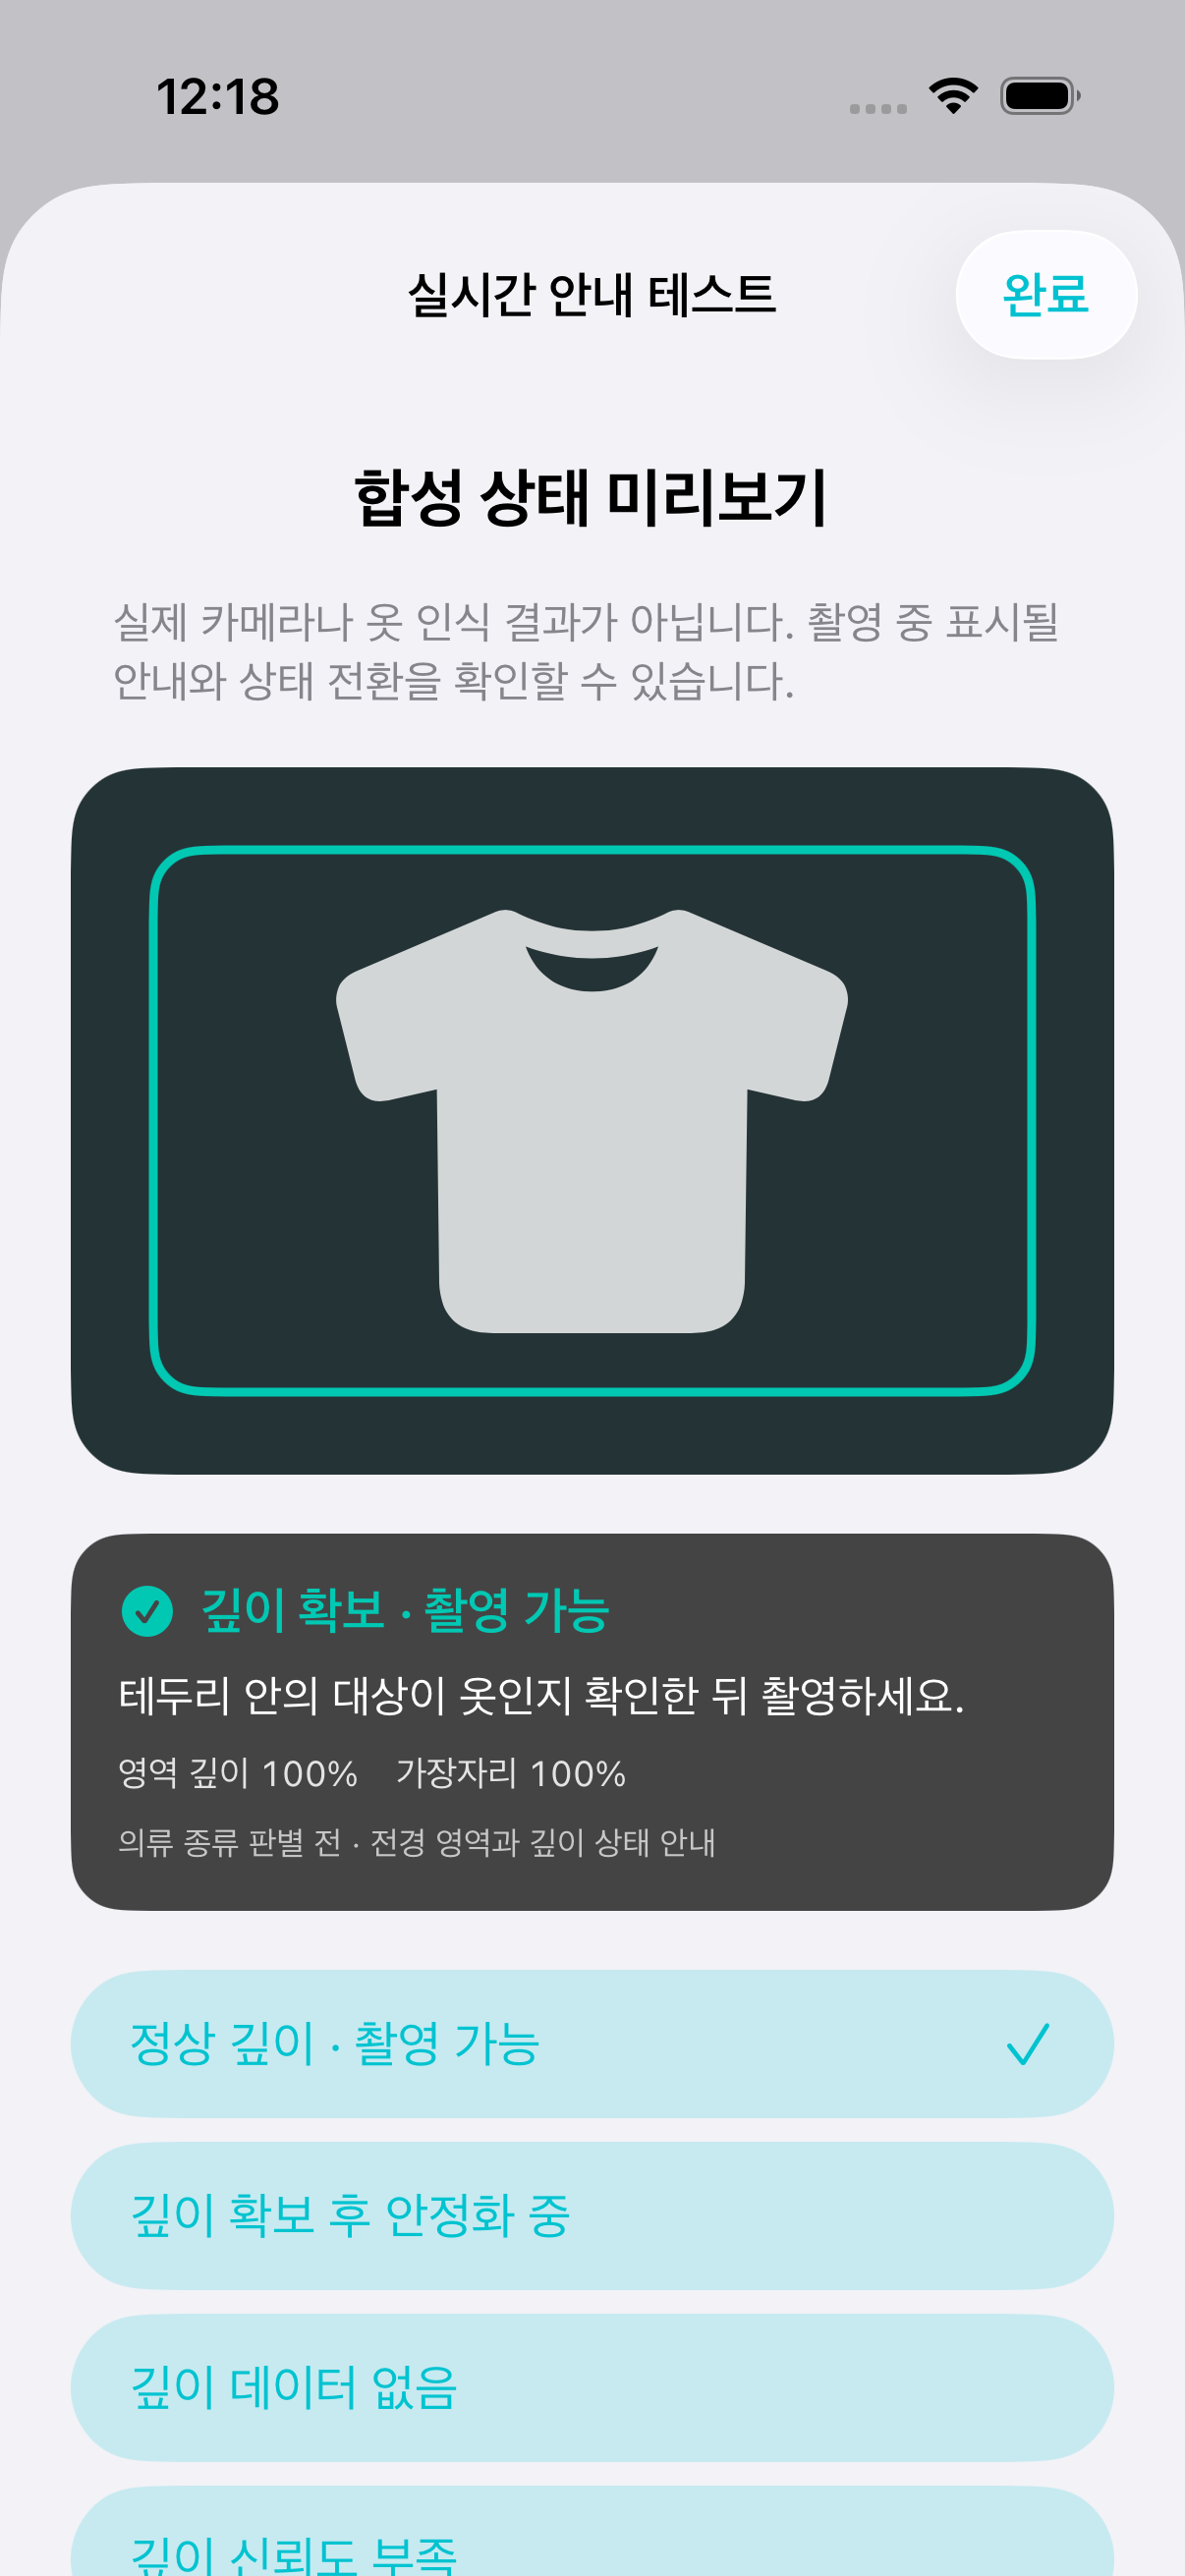 12:18
실시간 안내 테스트
완료
합성 상태 미리보기
실제 카메라나 옷 인식 결과가 아닙니다. 촬영 중 표시될
안내와 상태 전환을 확인할 수 있습니다.
깊이 확보 · 촬영 가능
테두리 안의 대상이 옷인지 확인한 뒤 촬영하세요.
영역 깊이 100% 가장자리 100%
의류 종류 판별 전 · 전경 영역과 깊이 상태 안내
정상 깊이 · 촬영 가능
깊이 확보 후 안정화 중
깊이 데이터 없음
깊이 신뢰도 부족